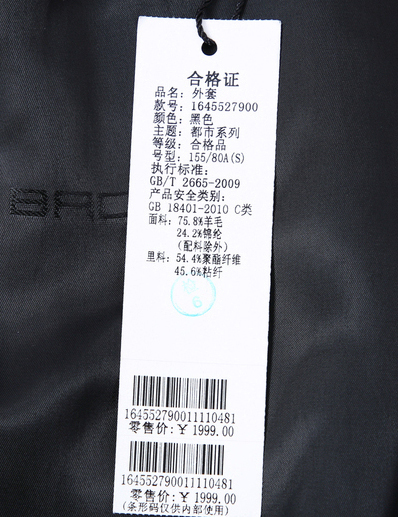 合格证
品名: 外套
款号: 1645527900
颜色: 黑色
主题: 都市系列
等级: 合格品
号型: 155/80A(S)
执行标准:
GB/T 2665-2009
产品安全类别:
GB 18401-2010 C类
面料: 75.8%羊毛
24.2%锦纶
(配料除外)
里料: 54.4%聚酯纤维
45.6%粘纤
164552790011110481
零售价: ¥ 1999.00
164552790011110481
零售价: ¥ 1999.00
(条形码仅供内部使用)